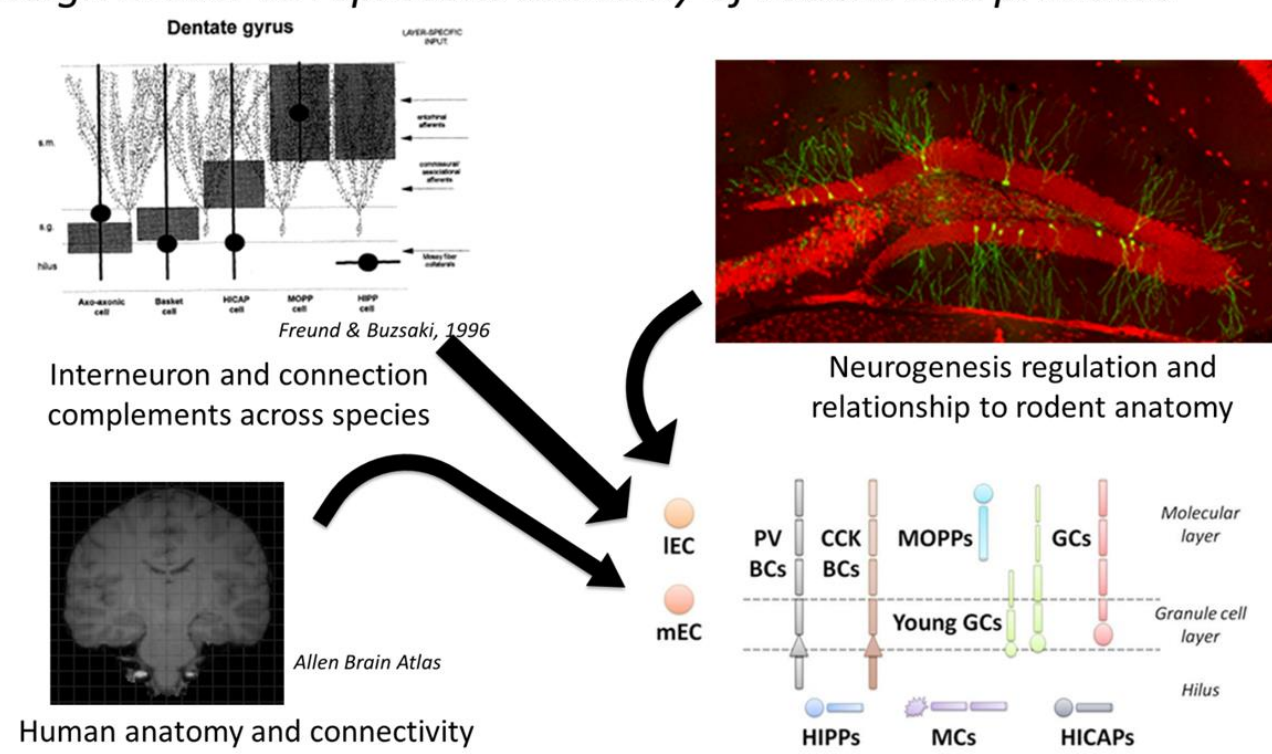 Dentate gyrus
LAYER-SPECIFIC
INPUT
s.m.
entorhinal
afferents
commissural/
associational
afferents
s.g.
hilus
Mossy fiber
collaterals
Axo-axonic
cell
Basket
cell
HICAP
cell
MOPP
cell
HIPP
cell
Freund & Buzsaki, 1996
Interneuron and connection
complements across species
Neurogenesis regulation and
relationship to rodent anatomy
Allen Brain Atlas
Human anatomy and connectivity
lEC
mEC
PV
BCs
CCK
BCs
MOPPs
GCs
Young GCs
Molecular
layer
Granule cell
layer
Hilus
HIPPs
MCs
HICAPs